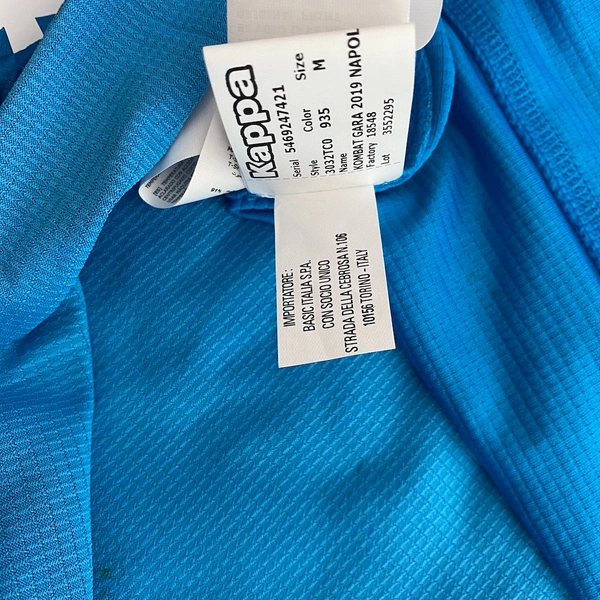 Kappa
Serial 5469247421 Size
Style Color M
3032TC0 935
Name
KOMBAT GARA 2019 NAPOL
Factory
18548
Lot 3552295
IMPORTATORE:
BASIC ITALIA S.P.A.
CON SOCIO UNICO
STRADA DELLA CEBROSA N.106
10156 TORINO - ITALY